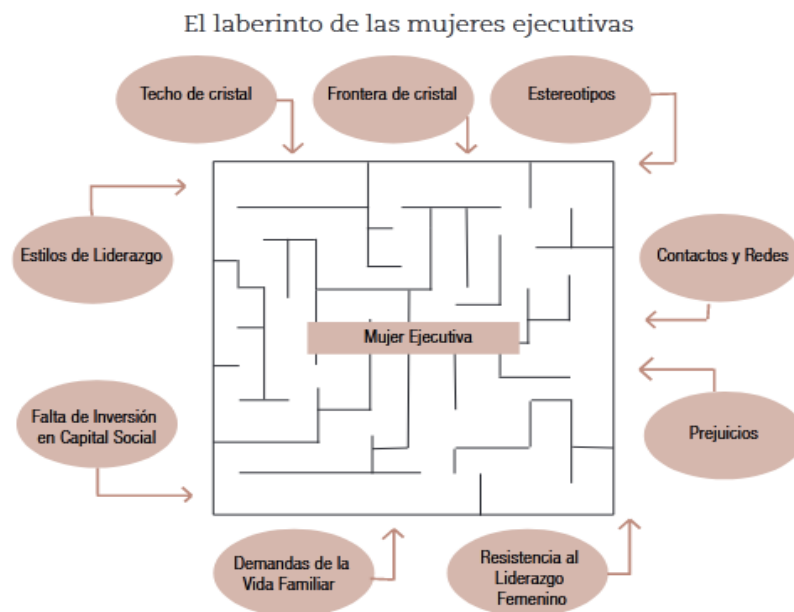 El laberinto de las mujeres ejecutivas
Techo de cristal
Frontera de cristal
Estereotipos
Estilos de Liderazgo
Contactos y Redes
Mujer Ejecutiva
Falta de Inversión
en Capital Social
Prejuicios
Demandas de la
Vida Familiar
Resistencia al
Liderazgo
Femenino